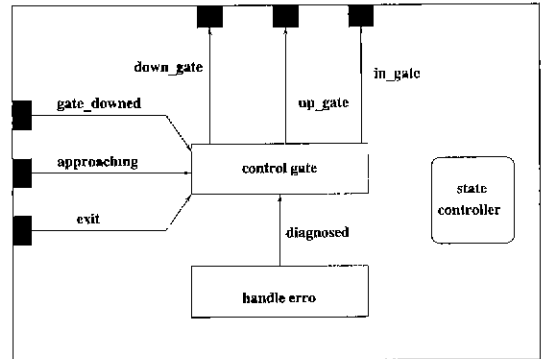 down_gate
up_gate
in_gate
gate_downed
approaching
exit
control gate
diagnosed
state
controller
handle erro